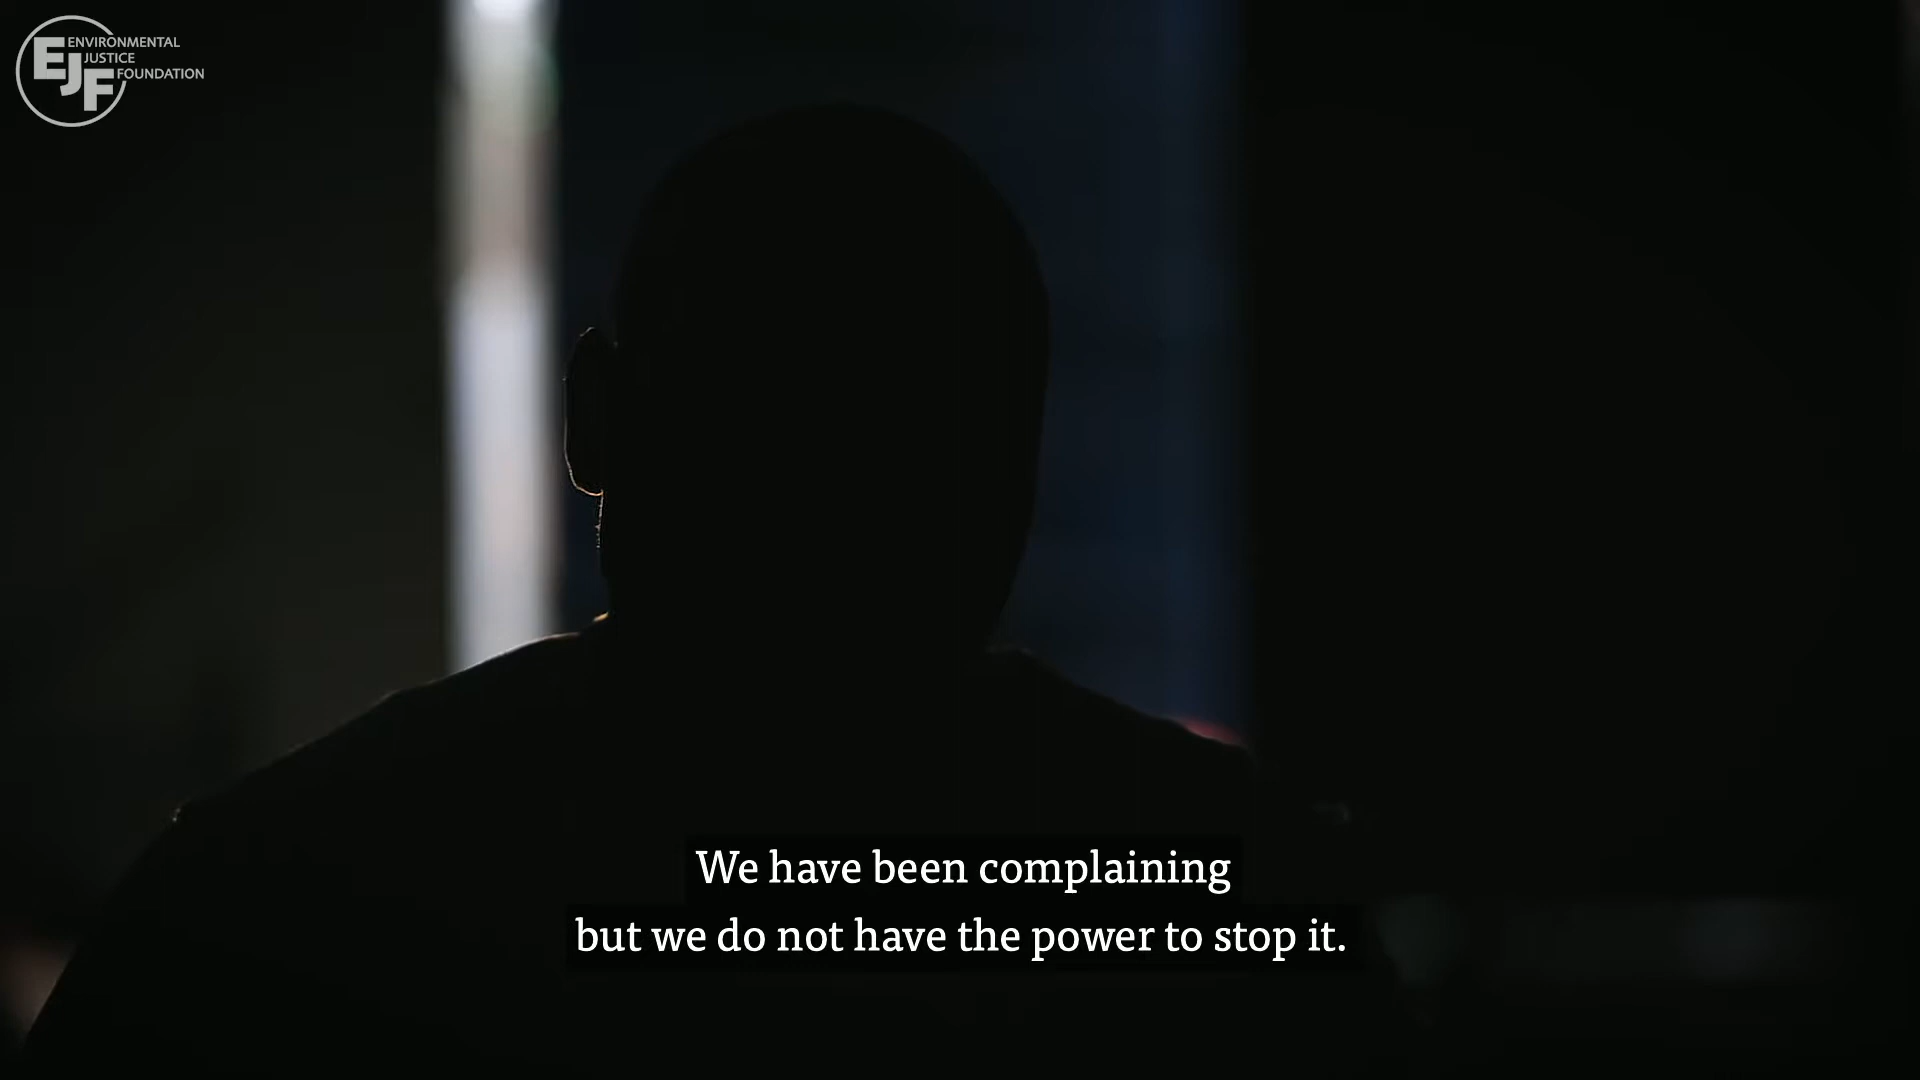 EJF
ENVIRONMENTAL
JUSTICE
FOUNDATION
We have been complaining
but we do not have the power to stop it.